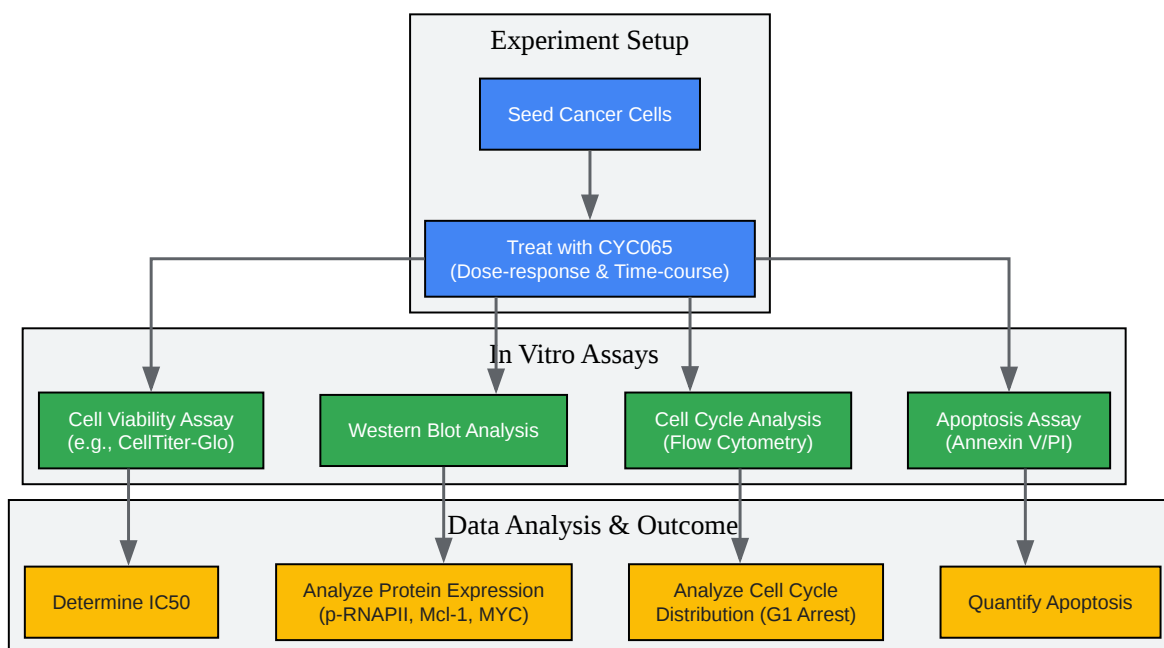 Experiment Setup
Seed Cancer Cells
Treat with CYC065
(Dose-response & Time-course)
In Vitro Assays
Cell Viability Assay
(e.g., CellTiter-Glo)
Western Blot Analysis
Cell Cycle Analysis
(Flow Cytometry)
Apoptosis Assay
(Annexin V/PI)
Data Analysis & Outcome
Determine IC50
Analyze Protein Expression
(p-RNAPII, Mcl-1, MYC)
Analyze Cell Cycle
Distribution (G1 Arrest)
Quantify Apoptosis